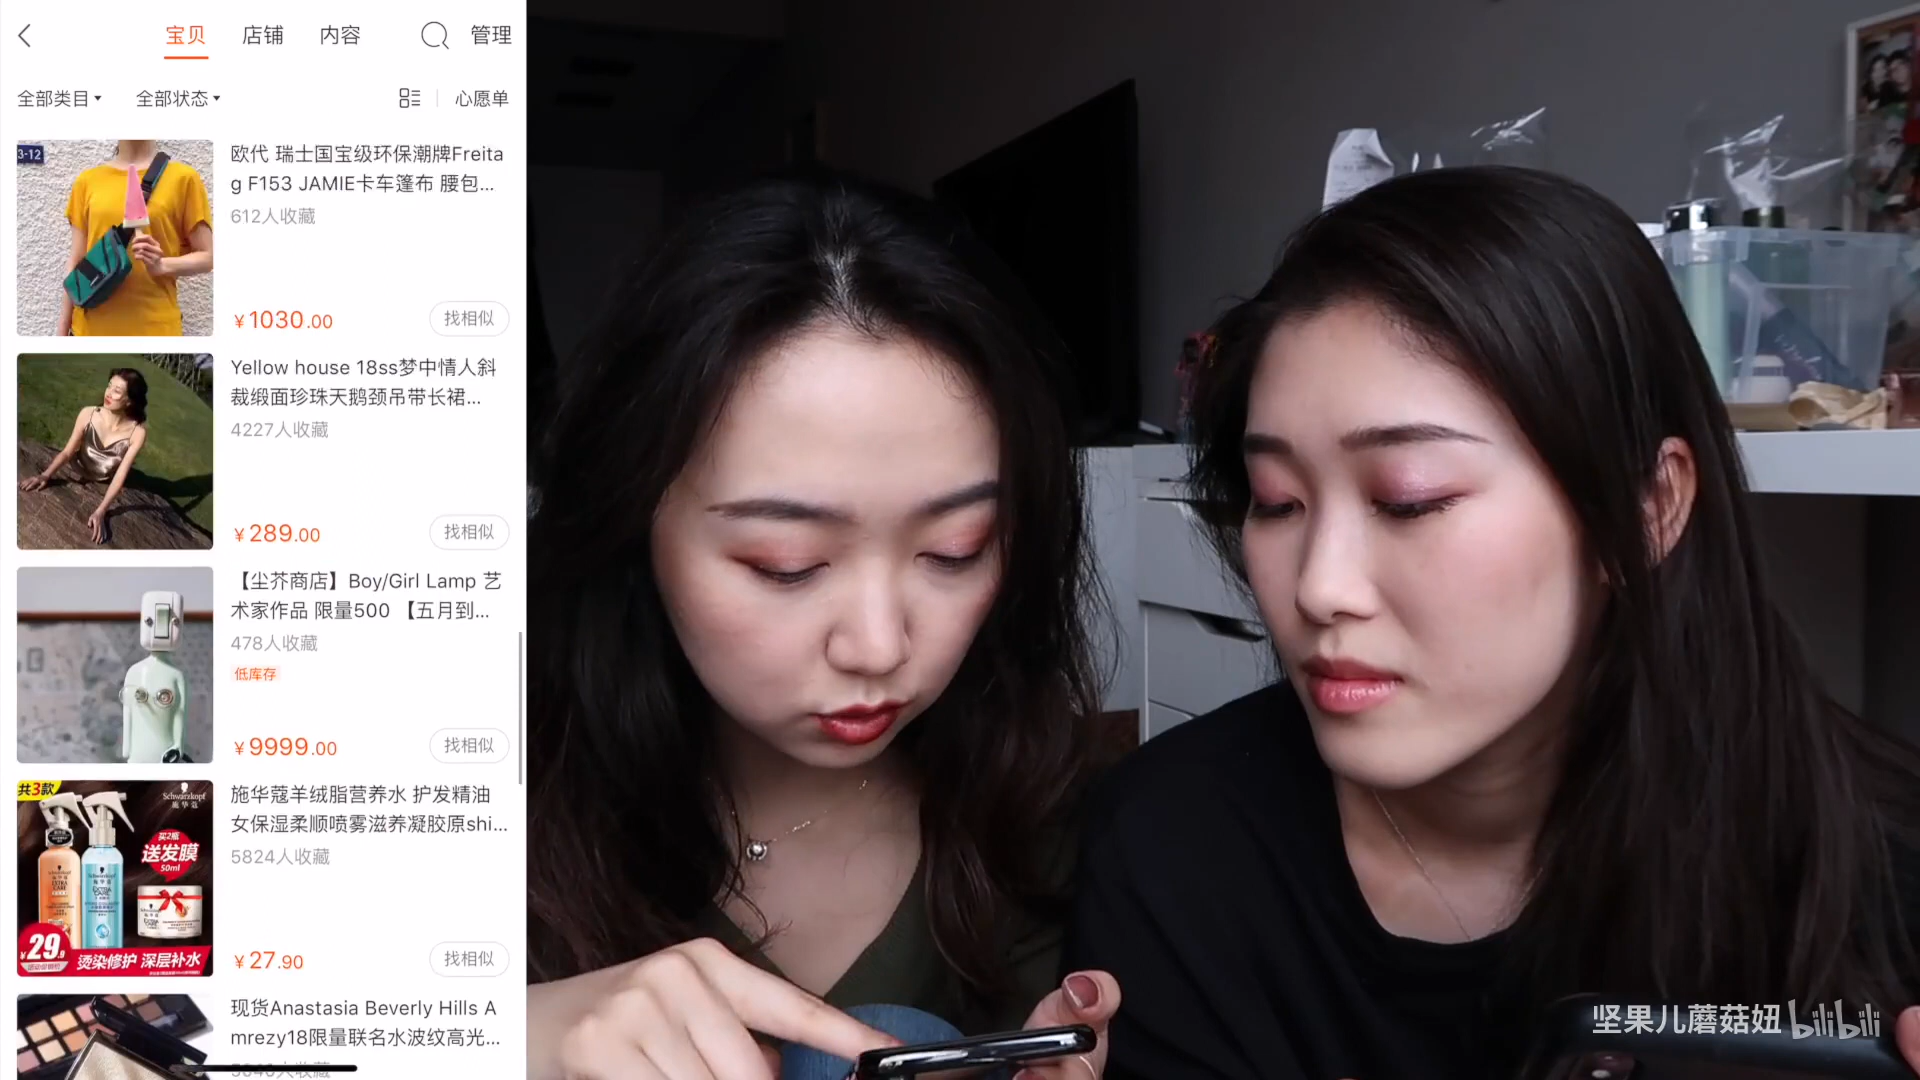 宝贝 店铺 内容 管理
全部类目 全部状态 心愿单
3-12
欧代 瑞士国宝级环保潮牌Freita
g F153 JAMIE卡车篷布 腰包...
612人收藏
￥1030.00 找相似
Yellow house 18ss梦中情人斜
裁缎面珍珠天鹅颈吊带长裙...
4227人收藏
￥289.00 找相似
【尘芥商店】Boy/Girl Lamp 艺
术家作品 限量500 【五月到...
478人收藏
低库存
￥9999.00 找相似
共3款
Schwarzkopf
施华蔻
买2瓶
送发膜
50ml
¥29.9
烫染修护 深层补水
施华蔻羊绒脂营养水 护发精油
女保湿柔顺喷雾滋养凝胶原shi...
5824人收藏
￥27.90 找相似
现货Anastasia Beverly Hills A
mrezy18限量联名水波纹高光...
坚果儿蘑菇妞 bilibili